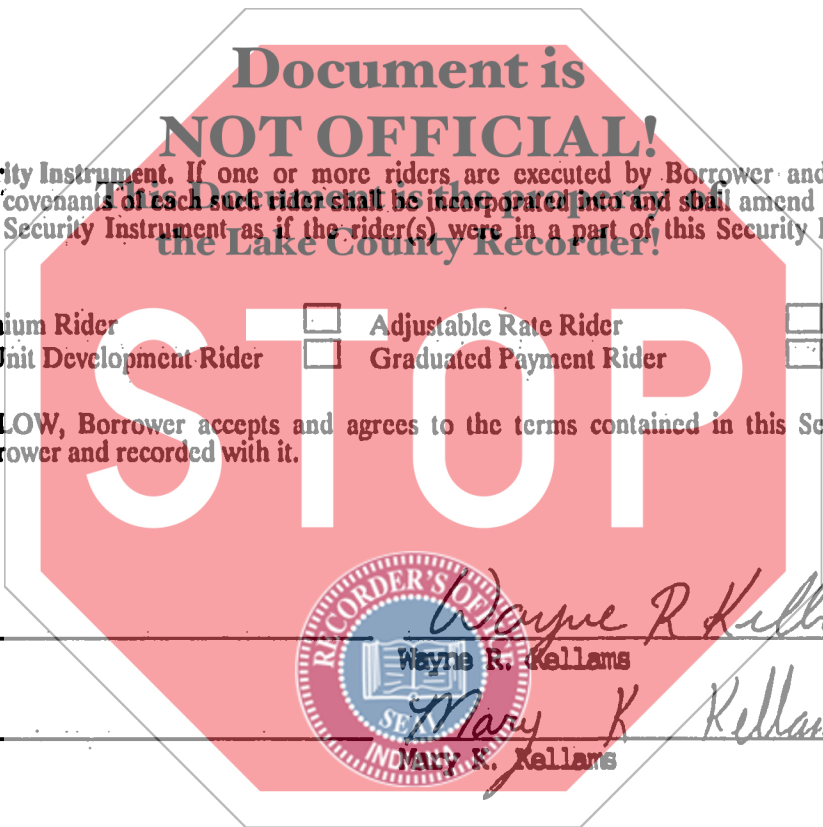 Document is
NOT OFFICIAL!
This Document is the property of
the Lake County Recorder!
STOP
rity Instrument. If one or more riders are executed by Borrower and
covenants of each such rider shall be incorporated into and shall amend
Security Instrument as if the rider(s) were in a part of this Security
ium Rider Adjustable Rate Rider
Unit Development Rider Graduated Payment Rider
LOW, Borrower accepts and agrees to the terms contained in this Se
rower and recorded with it.
Wayne R Kell
Wayne R. Kellams
Mary K Kellam
Mary K. Kellams
RECORDER'S OFFICE
SEAL
INDIANA